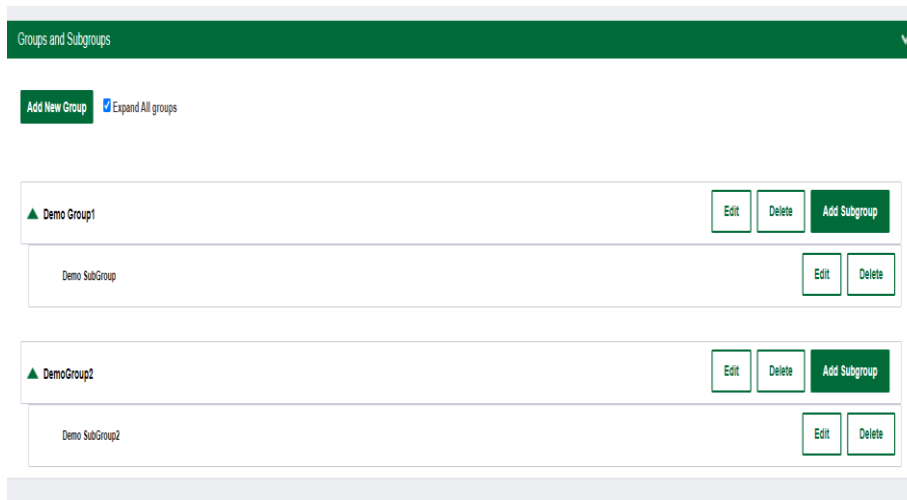 Groups and Subgroups
Add New Group Expand All groups
Demo Group1 Edit Delete Add Subgroup
Demo SubGroup Edit Delete
DemoGroup2 Edit Delete Add Subgroup
Demo SubGroup2 Edit Delete